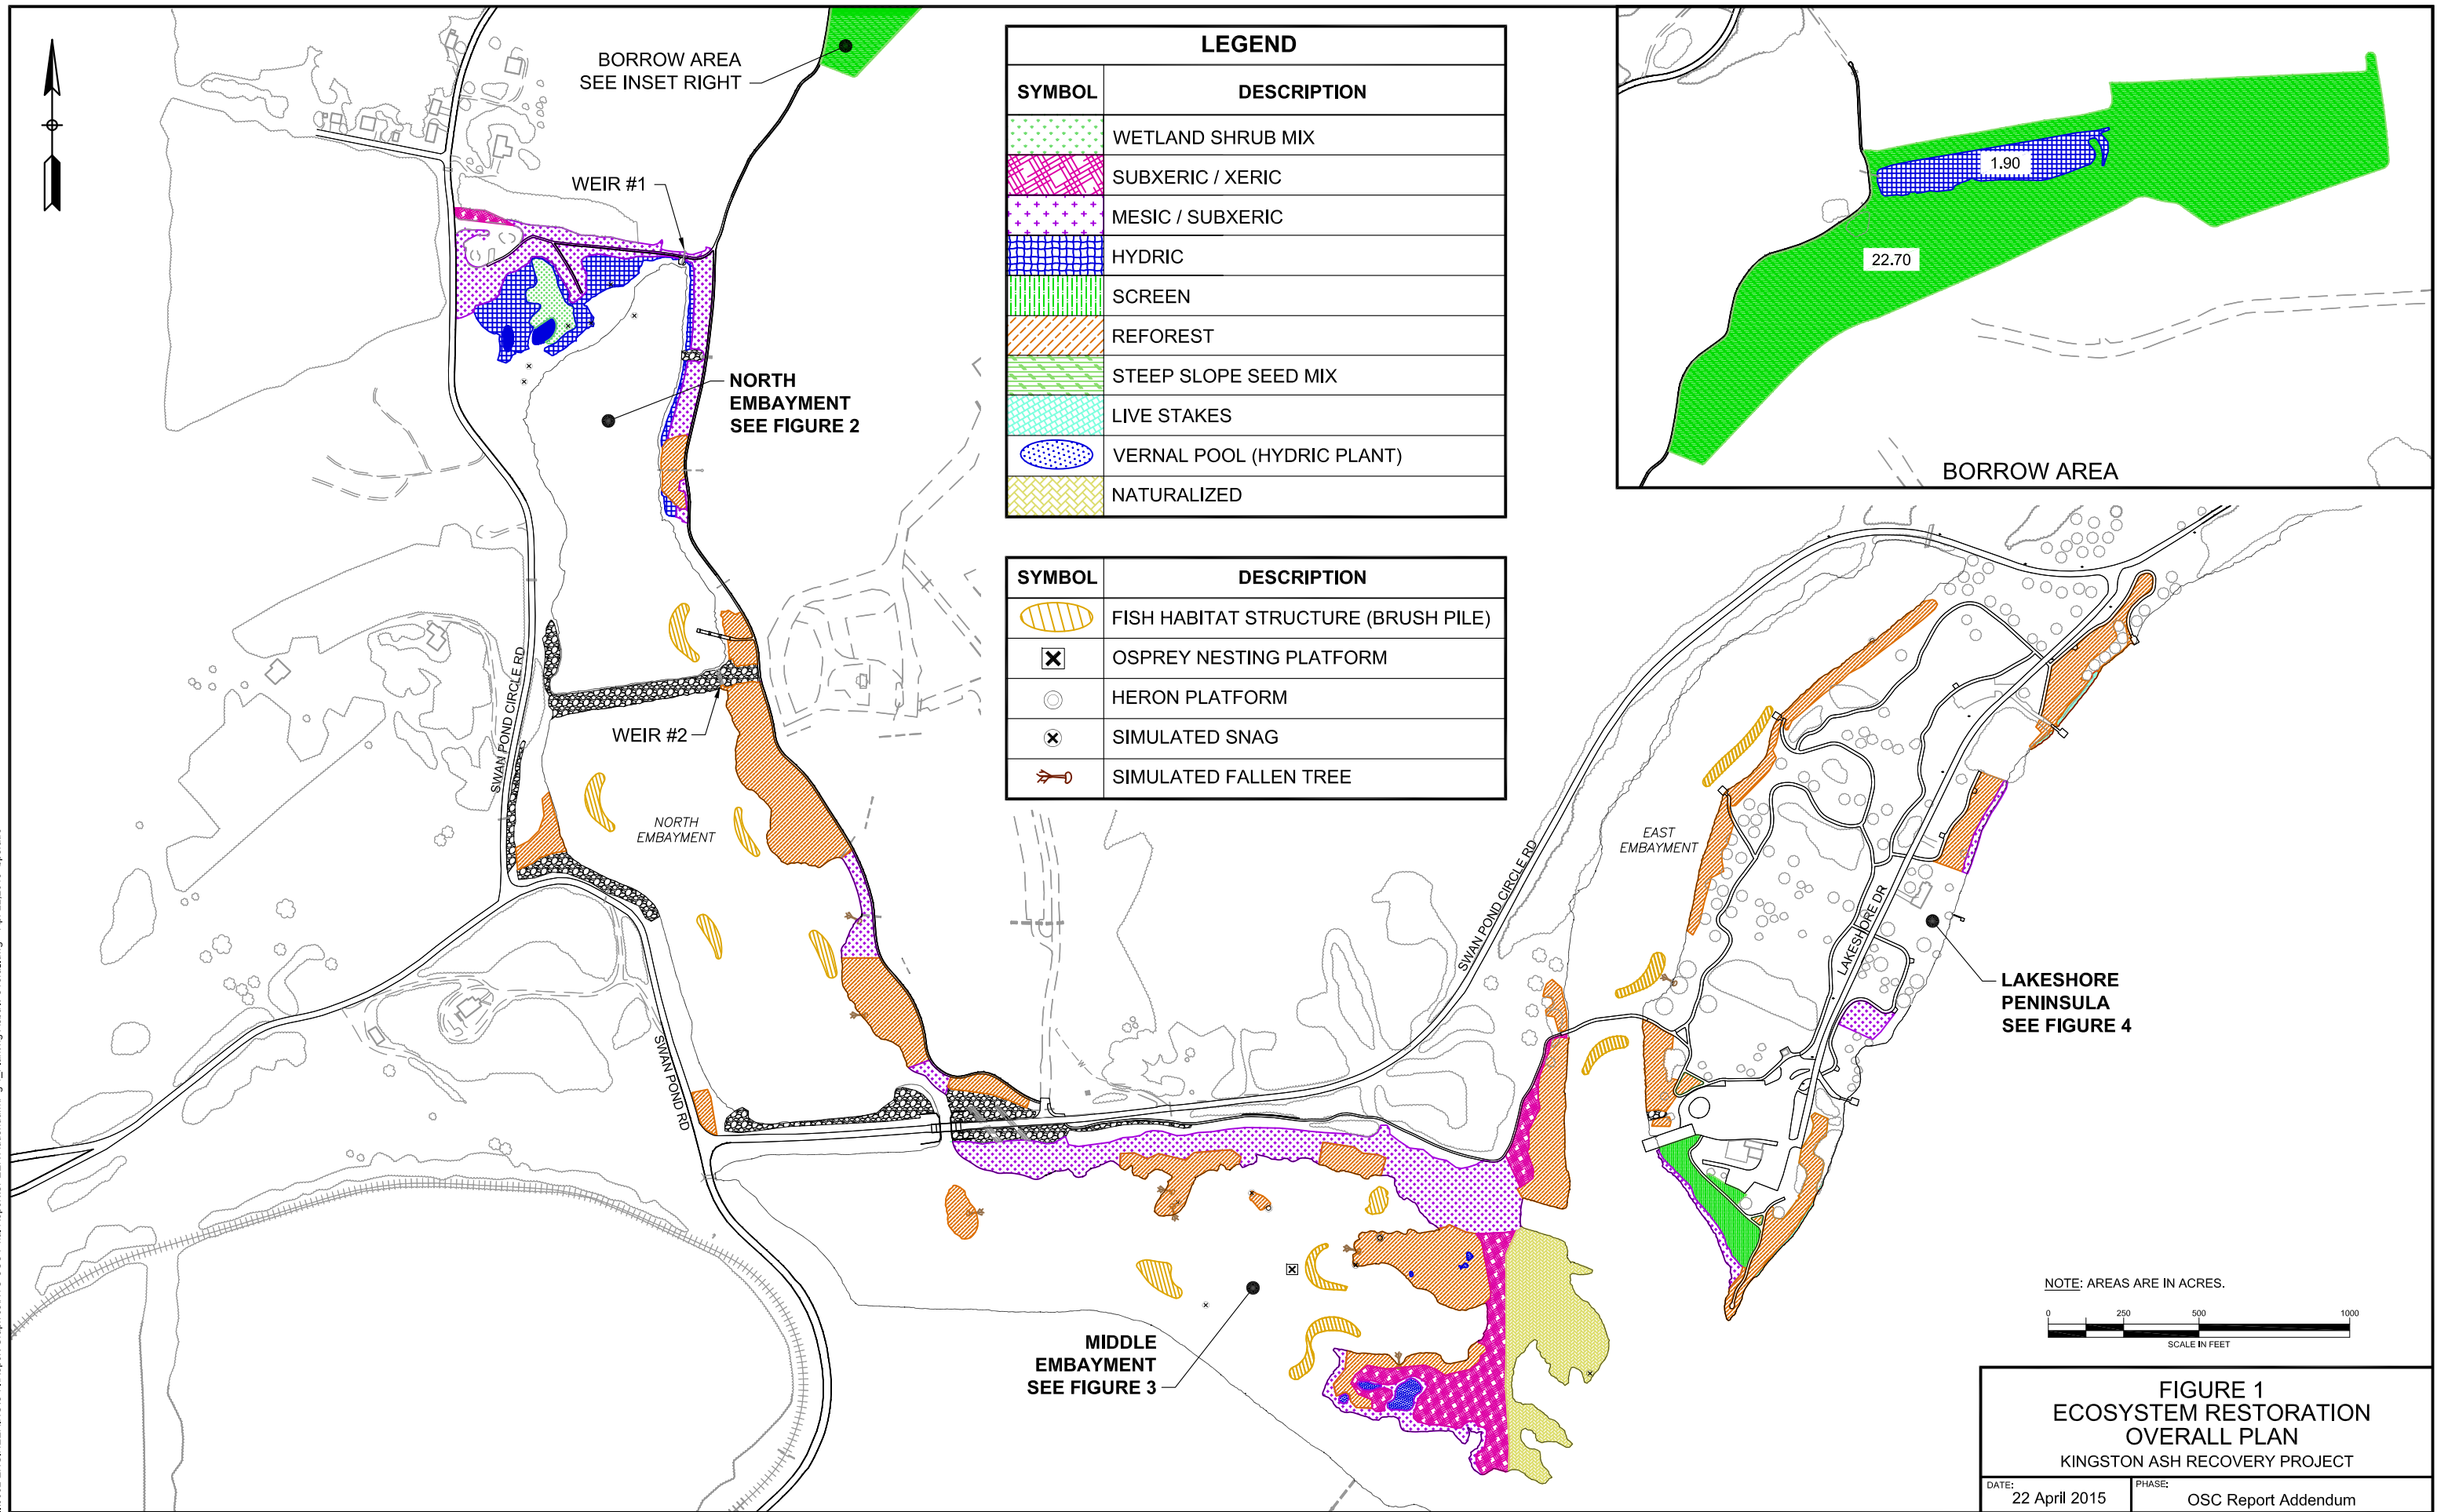 BORROW AREA
SEE INSET RIGHT
WEIR #1
NORTH
EMBAYMENT
SEE FIGURE 2
SWAN POND CIRCLE RD
WEIR #2
NORTH
EMBAYMENT
SWAN POND RD
LEGEND
SYMBOL DESCRIPTION
WETLAND SHRUB MIX
SUBXERIC / XERIC
MESIC / SUBXERIC
HYDRIC
SCREEN
REFOREST
STEEP SLOPE SEED MIX
LIVE STAKES
VERNAL POOL (HYDRIC PLANT)
NATURALIZED
SYMBOL DESCRIPTION
FISH HABITAT STRUCTURE (BRUSH PILE)
OSPREY NESTING PLATFORM
HERON PLATFORM
SIMULATED SNAG
SIMULATED FALLEN TREE
1.90
22.70
BORROW AREA
EAST
EMBAYMENT
SWAN POND CIRCLE RD
LAKESHORE DR
LAKESHORE
PENINSULA
SEE FIGURE 4
MIDDLE
EMBAYMENT
SEE FIGURE 3
NOTE: AREAS ARE IN ACRES.
0 250 500 1000
SCALE IN FEET
FIGURE 1
ECOSYSTEM RESTORATION
OVERALL PLAN
KINGSTON ASH RECOVERY PROJECT
DATE: PHASE:
22 April 2015 OSC Report Addendum